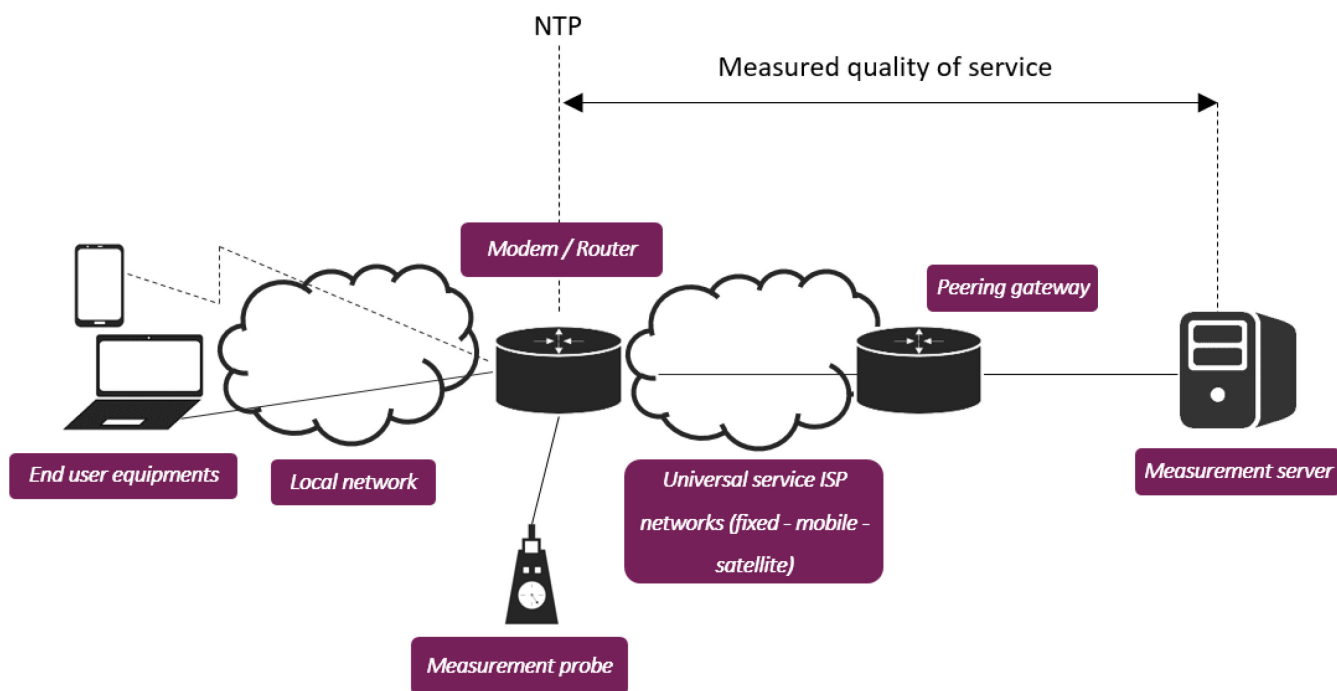 NTP
Measured quality of service
Modem / Router
Peering gateway
End user equipments
Local network
Universal service ISP
networks (fixed - mobile -
satellite)
Measurement server
Measurement probe